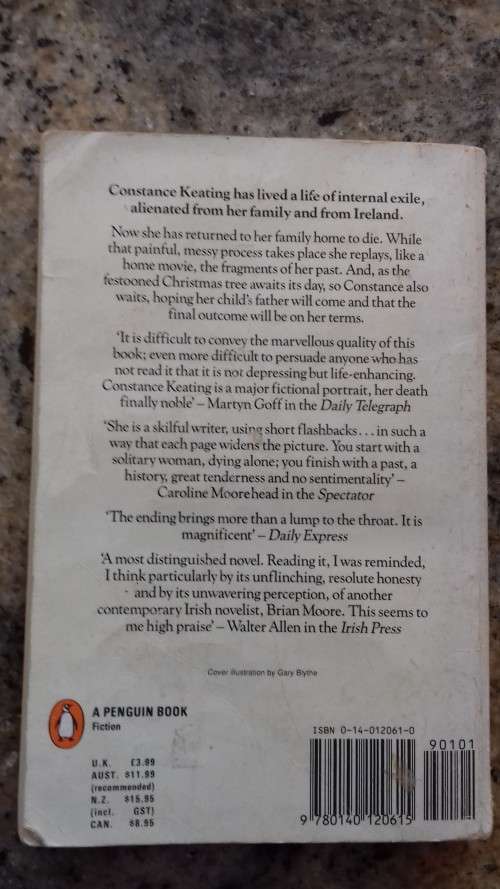 Constance Keating has lived a life of internal exile,
alienated from her family and from Ireland.
Now she has returned to her family home to die. While
that painful, messy process takes place she replays, like a
home movie, the fragments of her past. And, as the
festooned Christmas tree awaits its day, so Constance also
waits, hoping her child's father will come and that the
final outcome will be on her terms.
'It is difficult to convey the marvellous quality of this
book; even more difficult to persuade anyone who has
not read it that it is not depressing but life-enhancing.
Constance Keating is a major fictional portrait, her death
finally noble' – Martyn Goff in the Daily Telegraph
'She is a skilful writer, using short flashbacks... in such a
way that each page widens the picture. You start with a
solitary woman, dying alone; you finish with a past, a
history, great tenderness and no sentimentality' –
Caroline Moorehead in the Spectator
'The ending brings more than a lump to the throat. It is
magnificent' – Daily Express
'A most distinguished novel. Reading it, I was reminded,
I think particularly by its unflinching, resolute honesty
and by its unwavering perception, of another
contemporary Irish novelist, Brian Moore. This seems to
me high praise' – Walter Allen in the Irish Press
Cover illustration by Gary Blythe
A PENGUIN BOOK
Fiction
U.K. £3.99
AUST. $11.99
(recommended)
N.Z. $15.95
(incl. GST)
CAN. $8.95
ISBN 0-14-012061-0
90101
9 780140 120615